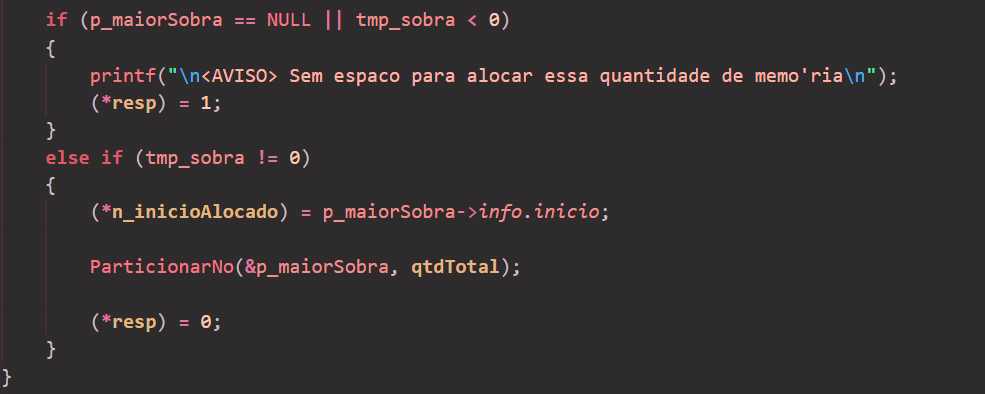 if (p_maiorSobra == NULL || tmp_sobra < 0)
{
printf("\n<AVISO> Sem espaco para alocar essa quantidade de memo'ria\n");
(*resp) = 1;
}
else if (tmp_sobra != 0)
{
(*n_inicioAlocado) = p_maiorSobra->info.inicio;
ParticionarNo(&p_maiorSobra, qtdTotal);
(*resp) = 0;
}
}